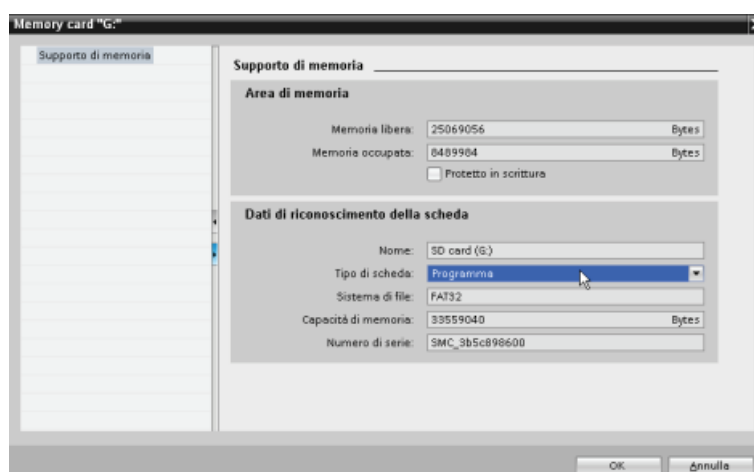 Memory card "G:"
Supporto di memoria
Supporto di memoria
Area di memoria
Memoria libera: 25069056 Bytes
Memoria occupata: 8489984 Bytes
Protetto in scrittura
Dati di riconoscimento della scheda
Nome: SD card (G:)
Tipo di scheda: Programma
Sistema di file: FAT32
Capacità di memoria: 33559040 Bytes
Numero di serie: SMC_3b5c898600
OK Annulla